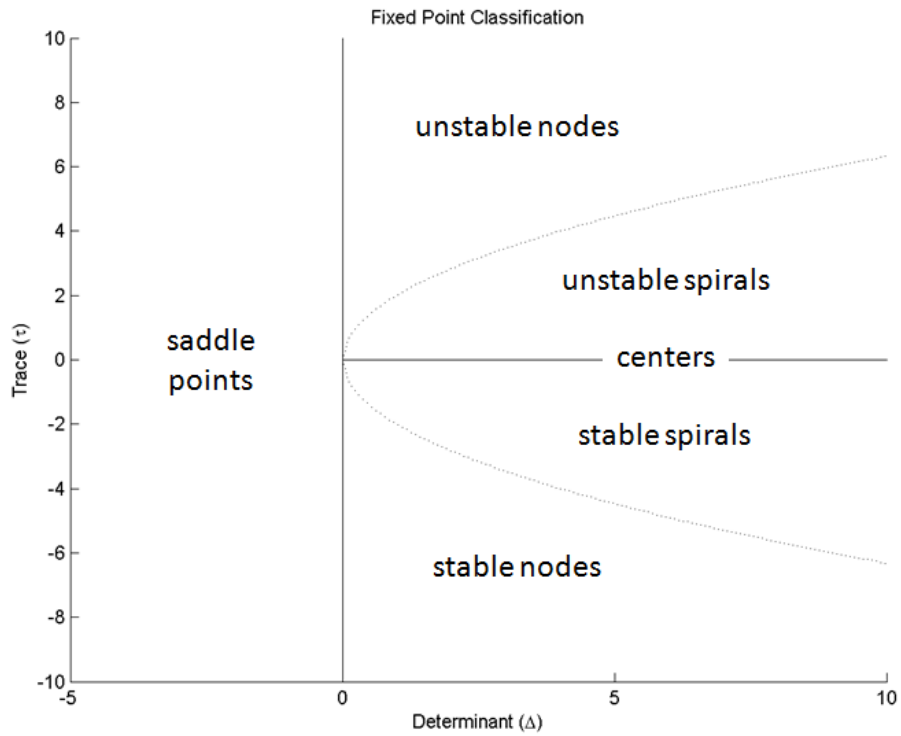 Fixed Point Classification
10
8
6
4
2
0
-2
-4
-6
-8
-10
Trace (τ)
unstable nodes
unstable spirals
saddle
points
centers
stable spirals
stable nodes
-5
0
5
10
Determinant (Δ)